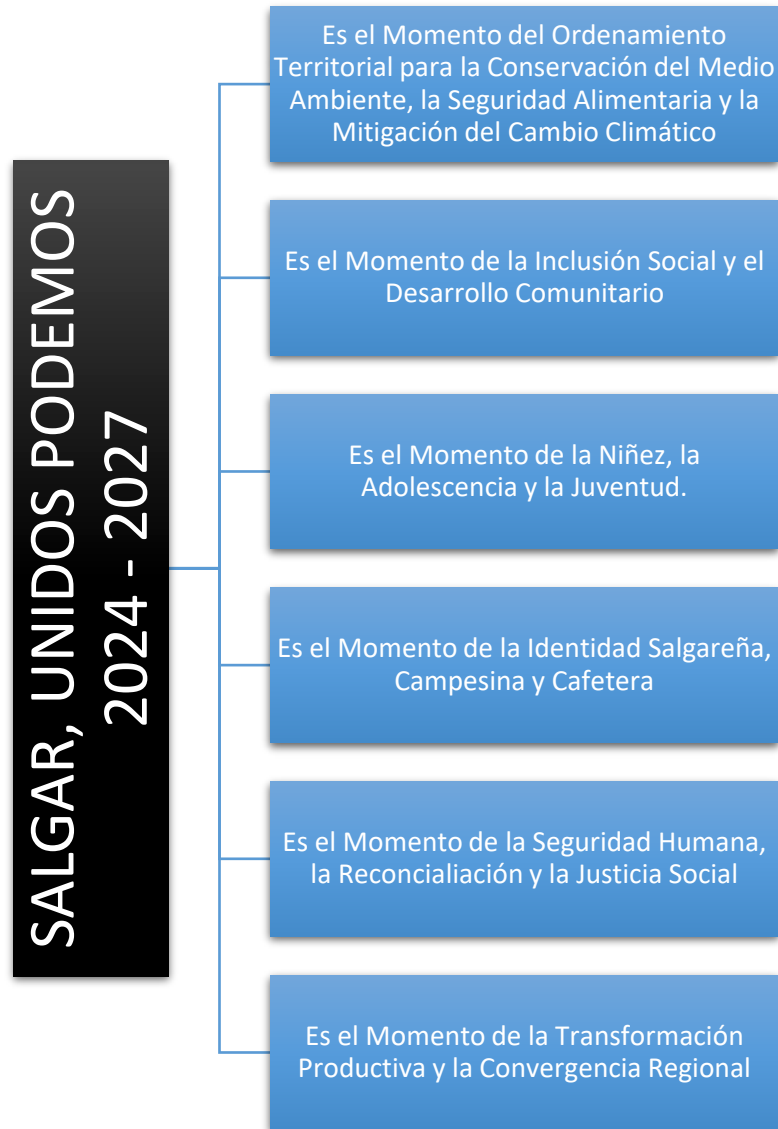 SALGAR, UNIDOS PODEMOS
2024 - 2027
Es el Momento del Ordenamiento
Territorial para la Conservación del Medio
Ambiente, la Seguridad Alimentaria y la
Mitigación del Cambio Climático
Es el Momento de la Inclusión Social y el
Desarrollo Comunitario
Es el Momento de la Niñez, la
Adolescencia y la Juventud.
Es el Momento de la Identidad Salgareña,
Campesina y Cafetera
Es el Momento de la Seguridad Humana,
la Reconcialiación y la Justicia Social
Es el Momento de la Transformación
Productiva y la Convergencia Regional